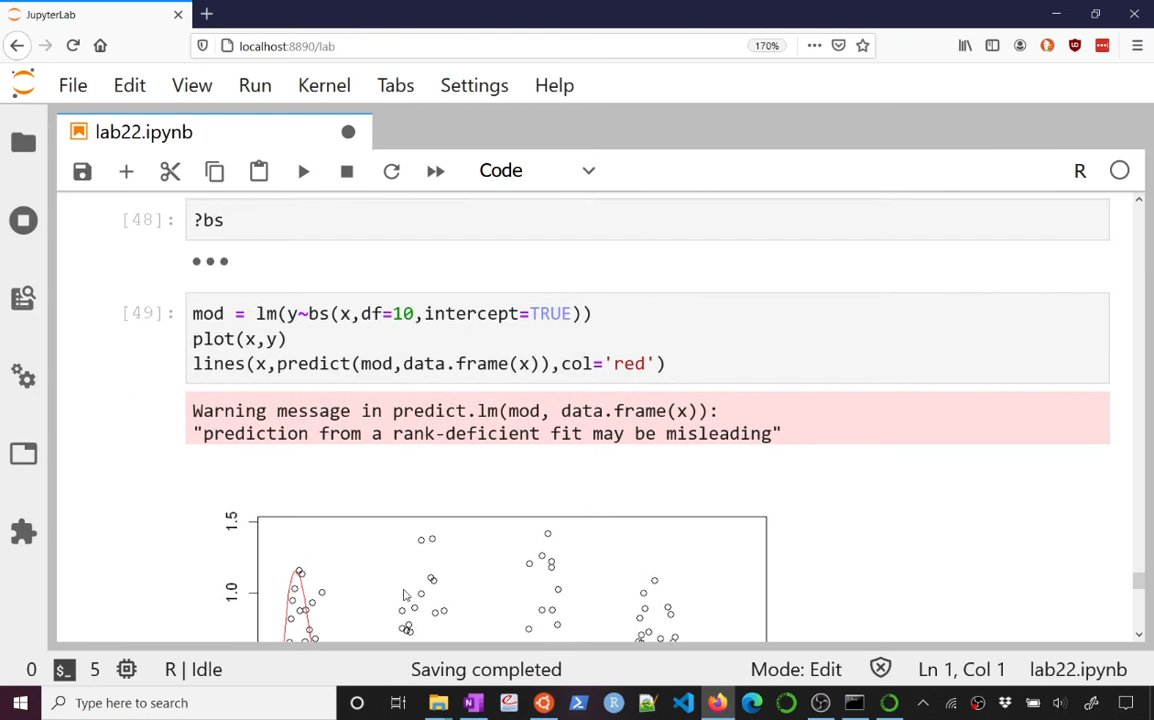 JupyterLab
localhost:8890/lab
170%
File Edit View Run Kernel Tabs Settings Help
lab22.ipynb
Code
R
[48]: ?bs
[49]: mod = lm(y~bs(x,df=10,intercept=TRUE))
plot(x,y)
lines(x,predict(mod,data.frame(x)),col='red')
Warning message in predict.lm(mod, data.frame(x)):
"prediction from a rank-deficient fit may be misleading"
1.5
1.0
0 $_ 5 R | Idle Saving completed Mode: Edit Ln 1, Col 1 lab22.ipynb
Type here to search